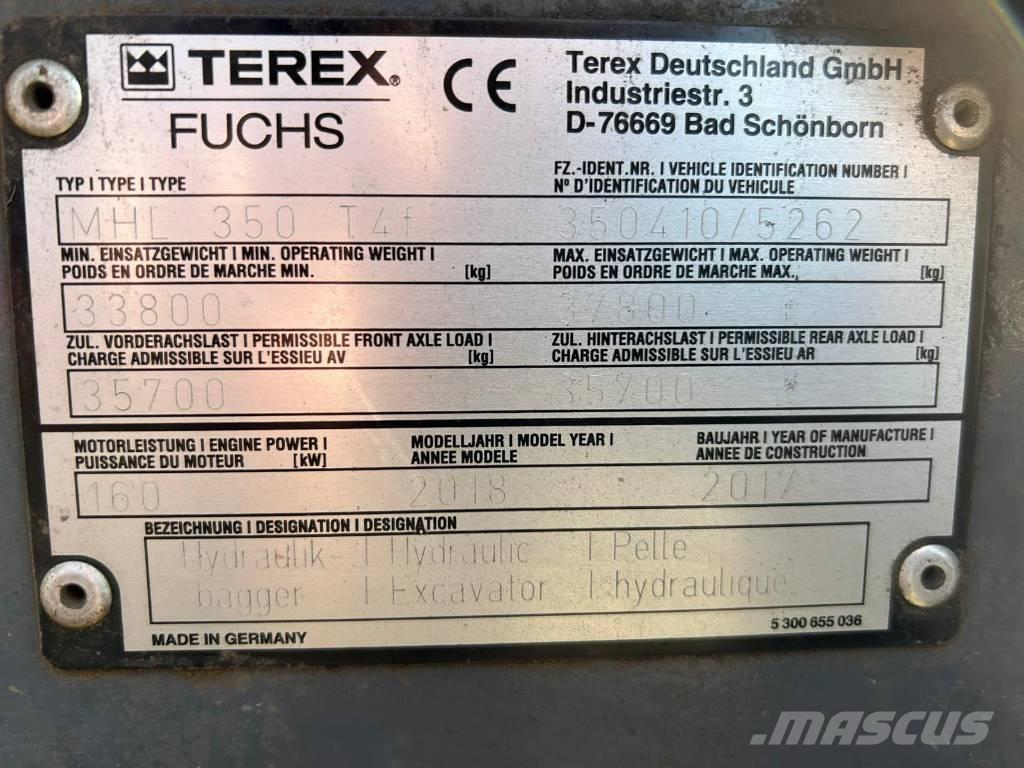 TEREX®
FUCHS
CE
Terex Deutschland GmbH
Industriestr. 3
D-76669 Bad Schönborn
TYP I TYPE I TYPE
FZ.-IDENT.NR. I VEHICLE IDENTIFICATION NUMBER I
N° D'IDENTIFICATION DU VEHICULE
MHL 350 T4f
350410/5262
MIN. EINSATZGEWICHT I MIN. OPERATING WEIGHT I
POIDS EN ORDRE DE MARCHE MIN. [kg]
MAX. EINSATZGEWICHT I MAX. OPERATING WEIGHT I
POIDS EN ORDRE DE MARCHE MAX. [kg]
33800
37800
ZUL. VORDERACHSLAST I PERMISSIBLE FRONT AXLE LOAD I
CHARGE ADMISSIBLE SUR L'ESSIEU AV [kg]
ZUL. HINTERACHSLAST I PERMISSIBLE REAR AXLE LOAD I
CHARGE ADMISSIBLE SUR L'ESSIEU AR [kg]
35700
35700
MOTORLEISTUNG I ENGINE POWER I
PUISSANCE DU MOTEUR [kW]
MODELLJAHR I MODEL YEAR I
ANNEE MODELE
BAUJAHR I YEAR OF MANUFACTURE I
ANNEE DE CONSTRUCTION
160
2018
2017
BEZEICHNUNG I DESIGNATION I DESIGNATION
Hydraulik- I Hydraulic I Pelle
bagger I Excavator I hydraulique
MADE IN GERMANY
5 300 655 036
MASCUS